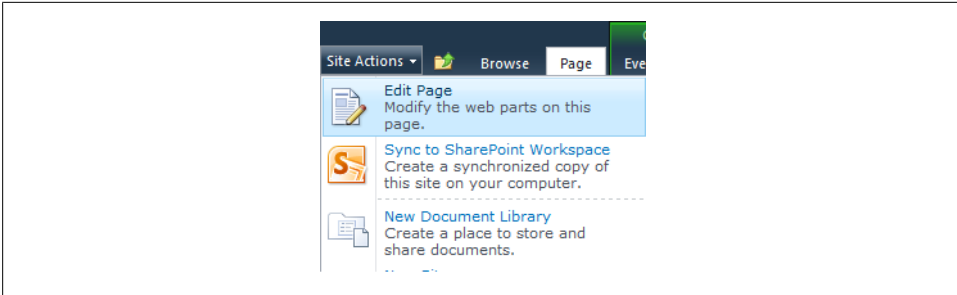 Site Actions Browse Page Eve
Edit Page
Modify the web parts on this
page.
Sync to SharePoint Workspace
Create a synchronized copy of
this site on your computer.
New Document Library
Create a place to store and
share documents.